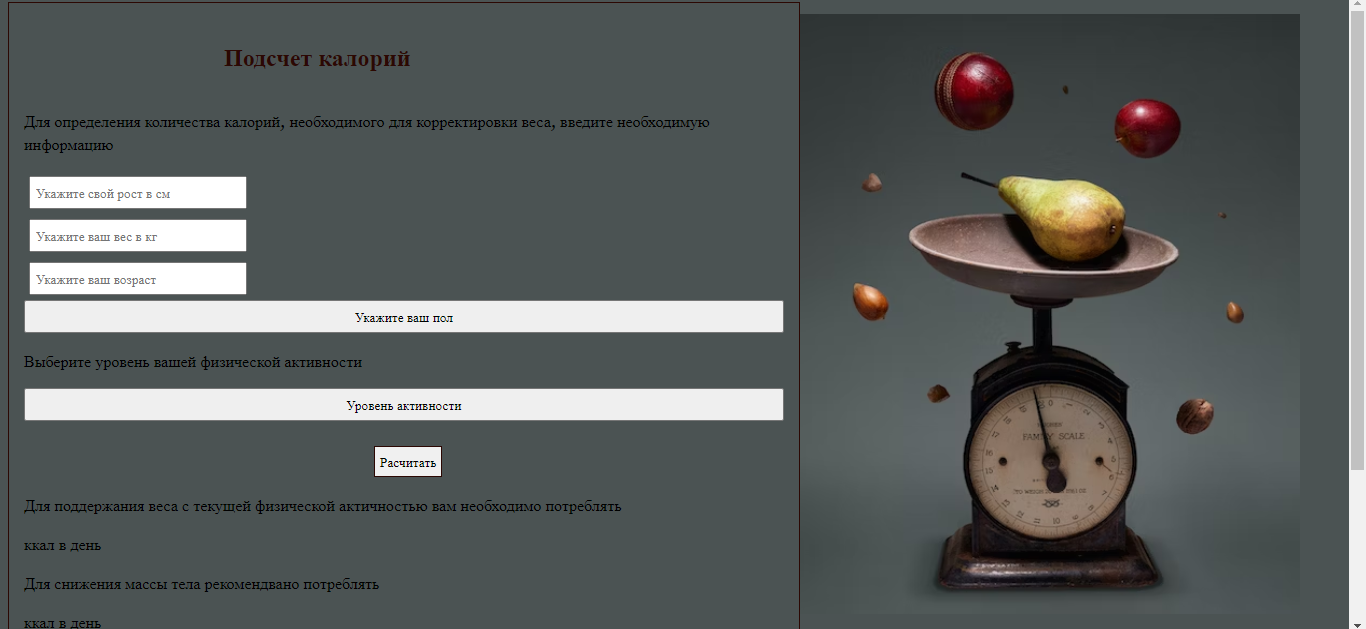 Подсчет калорий
Для определения количества калорий, необходимого для корректировки веса, введите необходимую
информацию
Укажите свой рост в см
Укажите ваш вес в кг
Укажите ваш возраст
Укажите ваш пол
Выберите уровень вашей физической активности
Уровень активности
Расчитать
Для поддержания веса с текущей физической актичностью вам необходимо потреблять
ккал в день
Для снижения массы тела рекомендвано потреблять
ккал в день
FAMILY SCALE